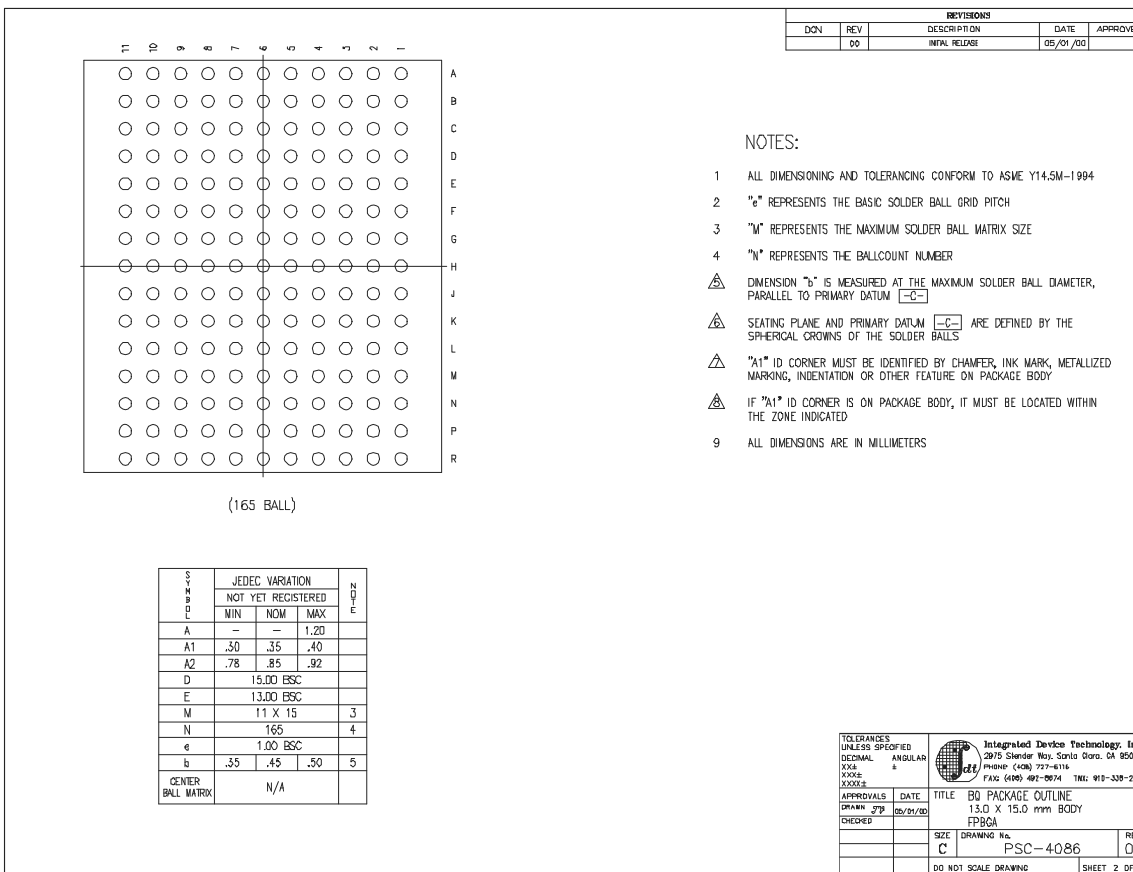 REVISIONS
DCN REV DESCRIPTION DATE APPROVE
00 INITIAL RELEASE 05/01/00
11 10 9 8 7 6 5 4 3 2 1
A
B
C
D
E
F
G
H
J
K
L
M
N
P
R
(165 BALL)
NOTES:
1 ALL DIMENSIONING AND TOLERANCING CONFORM TO ASME Y14.5M-1994
2 "e" REPRESENTS THE BASIC SOLDER BALL GRID PITCH
3 "M" REPRESENTS THE MAXIMUM SOLDER BALL MATRIX SIZE
4 "N" REPRESENTS THE BALLCOUNT NUMBER
5 DIMENSION "b" IS MEASURED AT THE MAXIMUM SOLDER BALL DIAMETER,
PARALLEL TO PRIMARY DATUM -C-
6 SEATING PLANE AND PRIMARY DATUM -C- ARE DEFINED BY THE
SPHERICAL CROWNS OF THE SOLDER BALLS
7 "A1" ID CORNER MUST BE IDENTIFIED BY CHAMFER, INK MARK, METALLIZED
MARKING, INDENTATION OR OTHER FEATURE ON PACKAGE BODY
8 IF "A1" ID CORNER IS ON PACKAGE BODY, IT MUST BE LOCATED WITHIN
THE ZONE INDICATED
9 ALL DIMENSIONS ARE IN MILLIMETERS
SYMBOL JEDEC VARIATION NOTE
NOT YET REGISTERED
MIN NOM MAX
A - - 1.20
A1 .30 .35 .40
A2 .78 .85 .92
D 15.00 BSC
E 13.00 BSC
M 11 X 15 3
N 165 4
e 1.00 BSC
b .35 .45 .50 5
CENTER
BALL MATRIX N/A
TOLERANCES
UNLESS SPECIFIED
DECIMAL ANGULAR
XX± ±
XXX±
XXXX±
idt
Integrated Device Technology, I
2975 Stender Way, Santa Clara, CA 950
PHONE: (408) 727-6116
FAX: (408) 492-8674 TWX: 910-338-2
APPROVALS DATE
DRAWN 05/01/00
CHECKED
TITLE BQ PACKAGE OUTLINE
13.0 X 15.0 mm BODY
FPBGA
SIZE DRAWING No. R
C PSC-4086 0
DO NOT SCALE DRAWING SHEET 2 OF